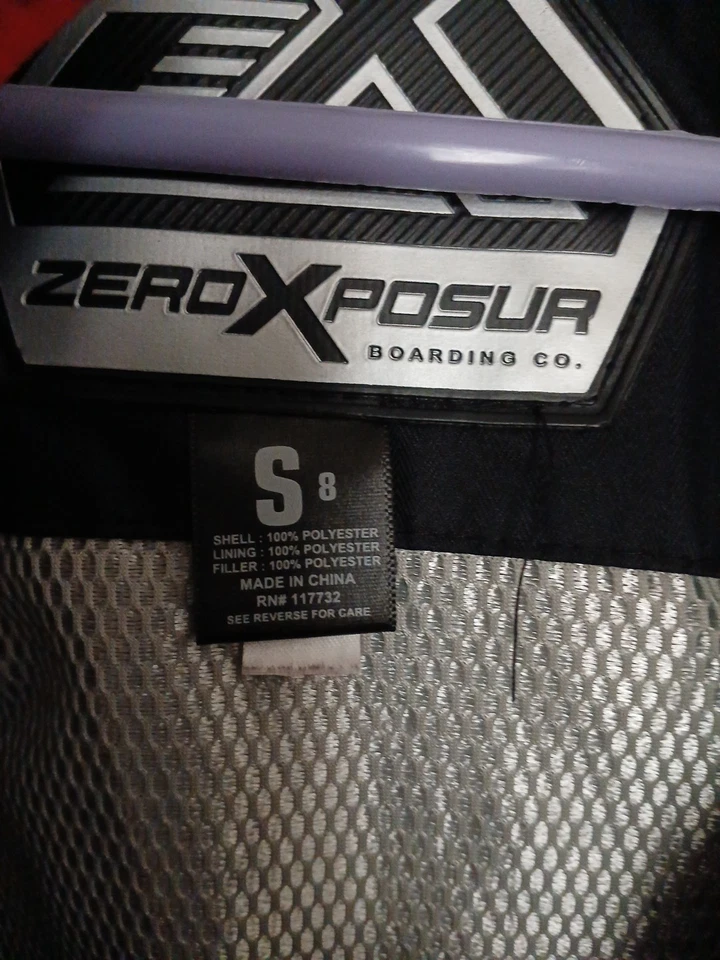 ZEROXPOSUR
BOARDING CO.
S 8
SHELL : 100% POLYESTER
LINING : 100% POLYESTER
FILLER : 100% POLYESTER
MADE IN CHINA
RN# 117732
SEE REVERSE FOR CARE